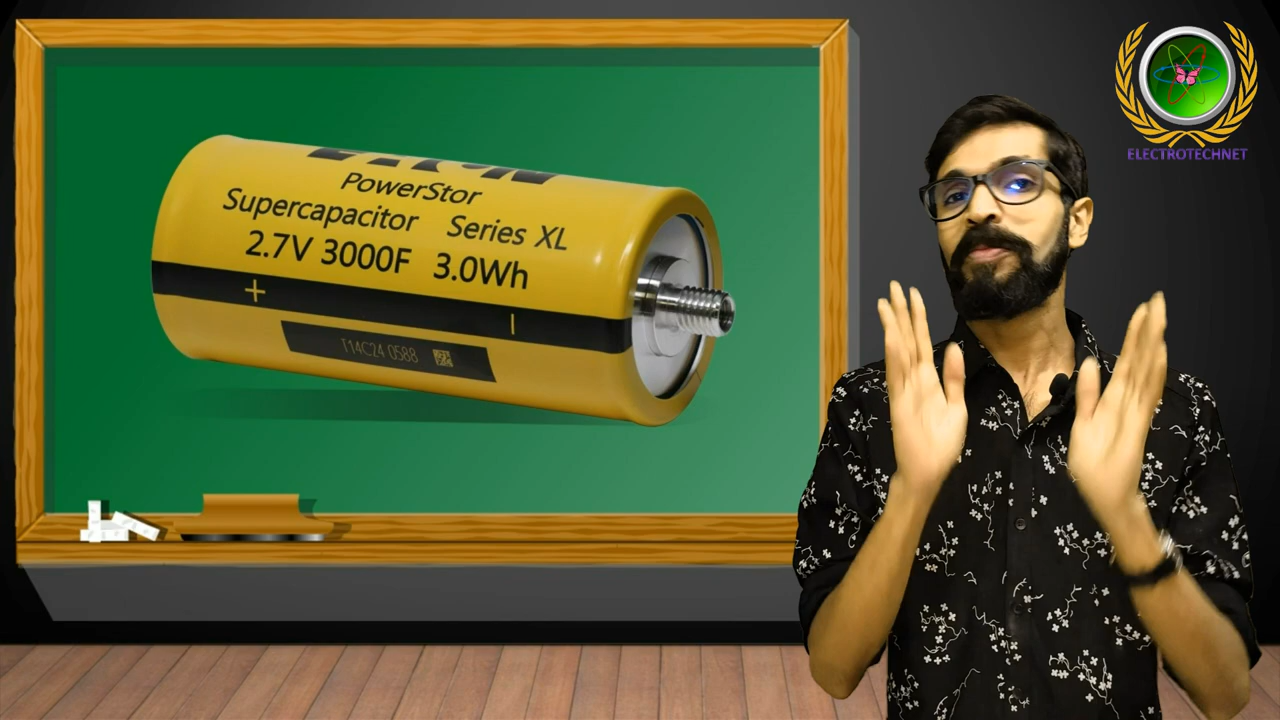 PowerStor
Supercapacitor Series XL
2.7V 3000F 3.0Wh
+ -
T14C24 0588
ELECTROTECHNET